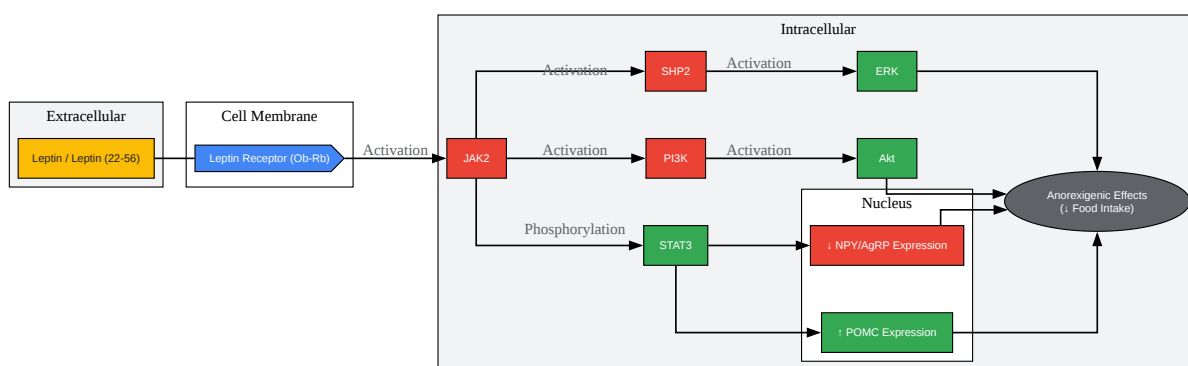 Intracellular
Activation
SHP2
Activation
ERK
Extracellular
Leptin / Leptin (22-56)
Cell Membrane
Leptin Receptor (Ob-Rb)
Activation
JAK2
Activation
PI3K
Activation
Akt
Anorexigenic Effects
(↓ Food Intake)
Nucleus
Phosphorylation
STAT3
↓ NPY/AgRP Expression
↑ POMC Expression